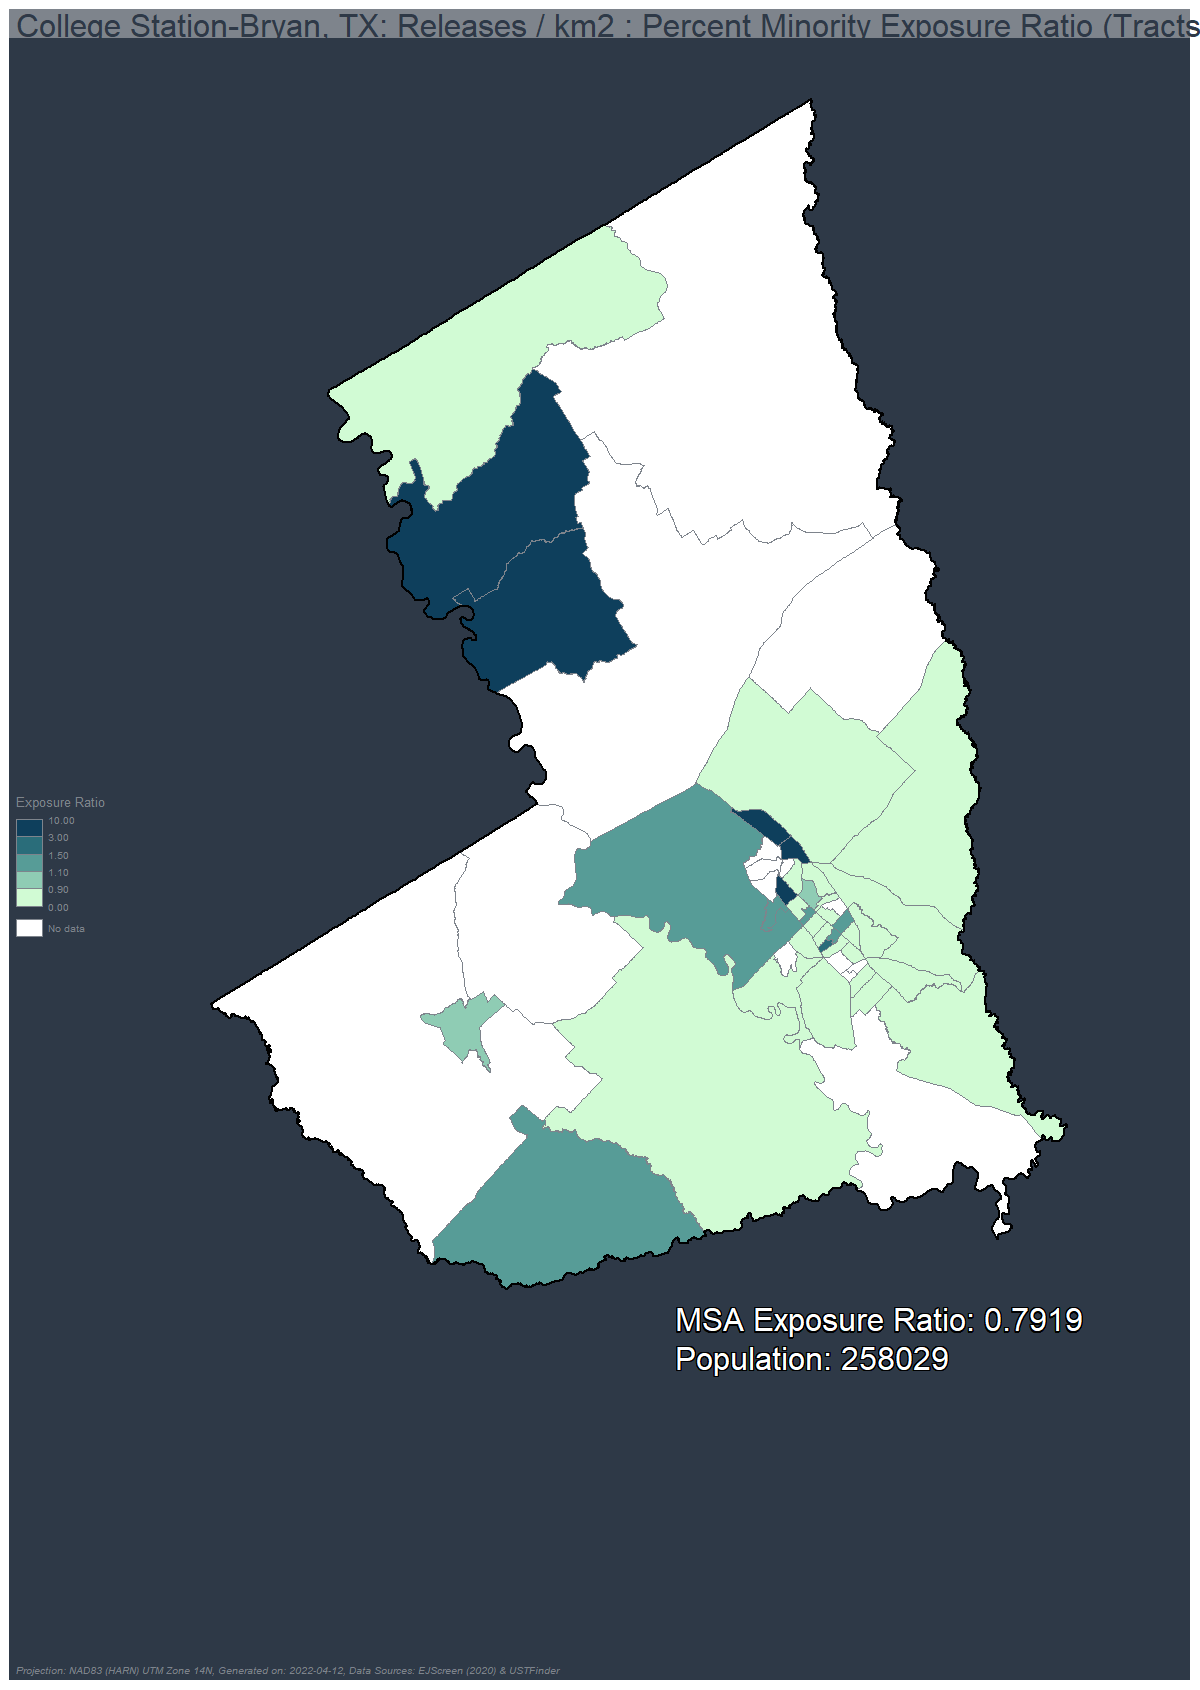 College Station-Bryan, TX: Releases / km2 : Percent Minority Exposure Ratio (Tracts
Exposure Ratio
10.00
3.00
1.50
1.10
0.90
0.00
No data
MSA Exposure Ratio: 0.7919
Population: 258029
Projection: NAD83 (HARN) UTM Zone 14N, Generated on: 2022-04-12, Data Sources: EJScreen (2020) & USTFinder